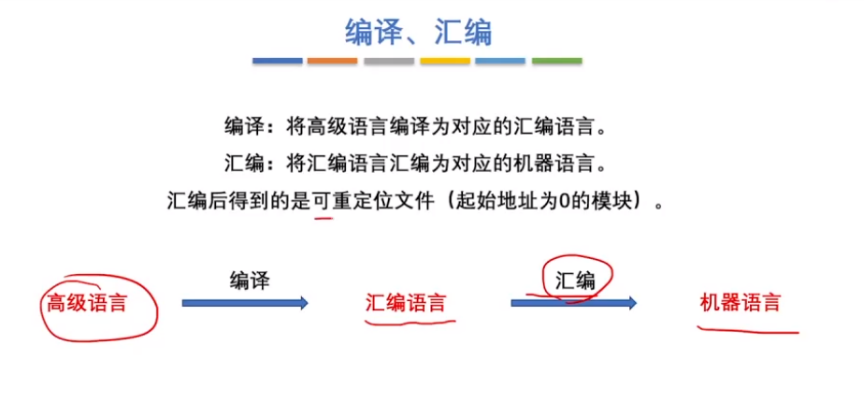 编译、汇编
编译：将高级语言编译为对应的汇编语言。
汇编：将汇编语言汇编为对应的机器语言。
汇编后得到的是可重定位文件（起始地址为0的模块）。
高级语言 编译 汇编语言 汇编 机器语言